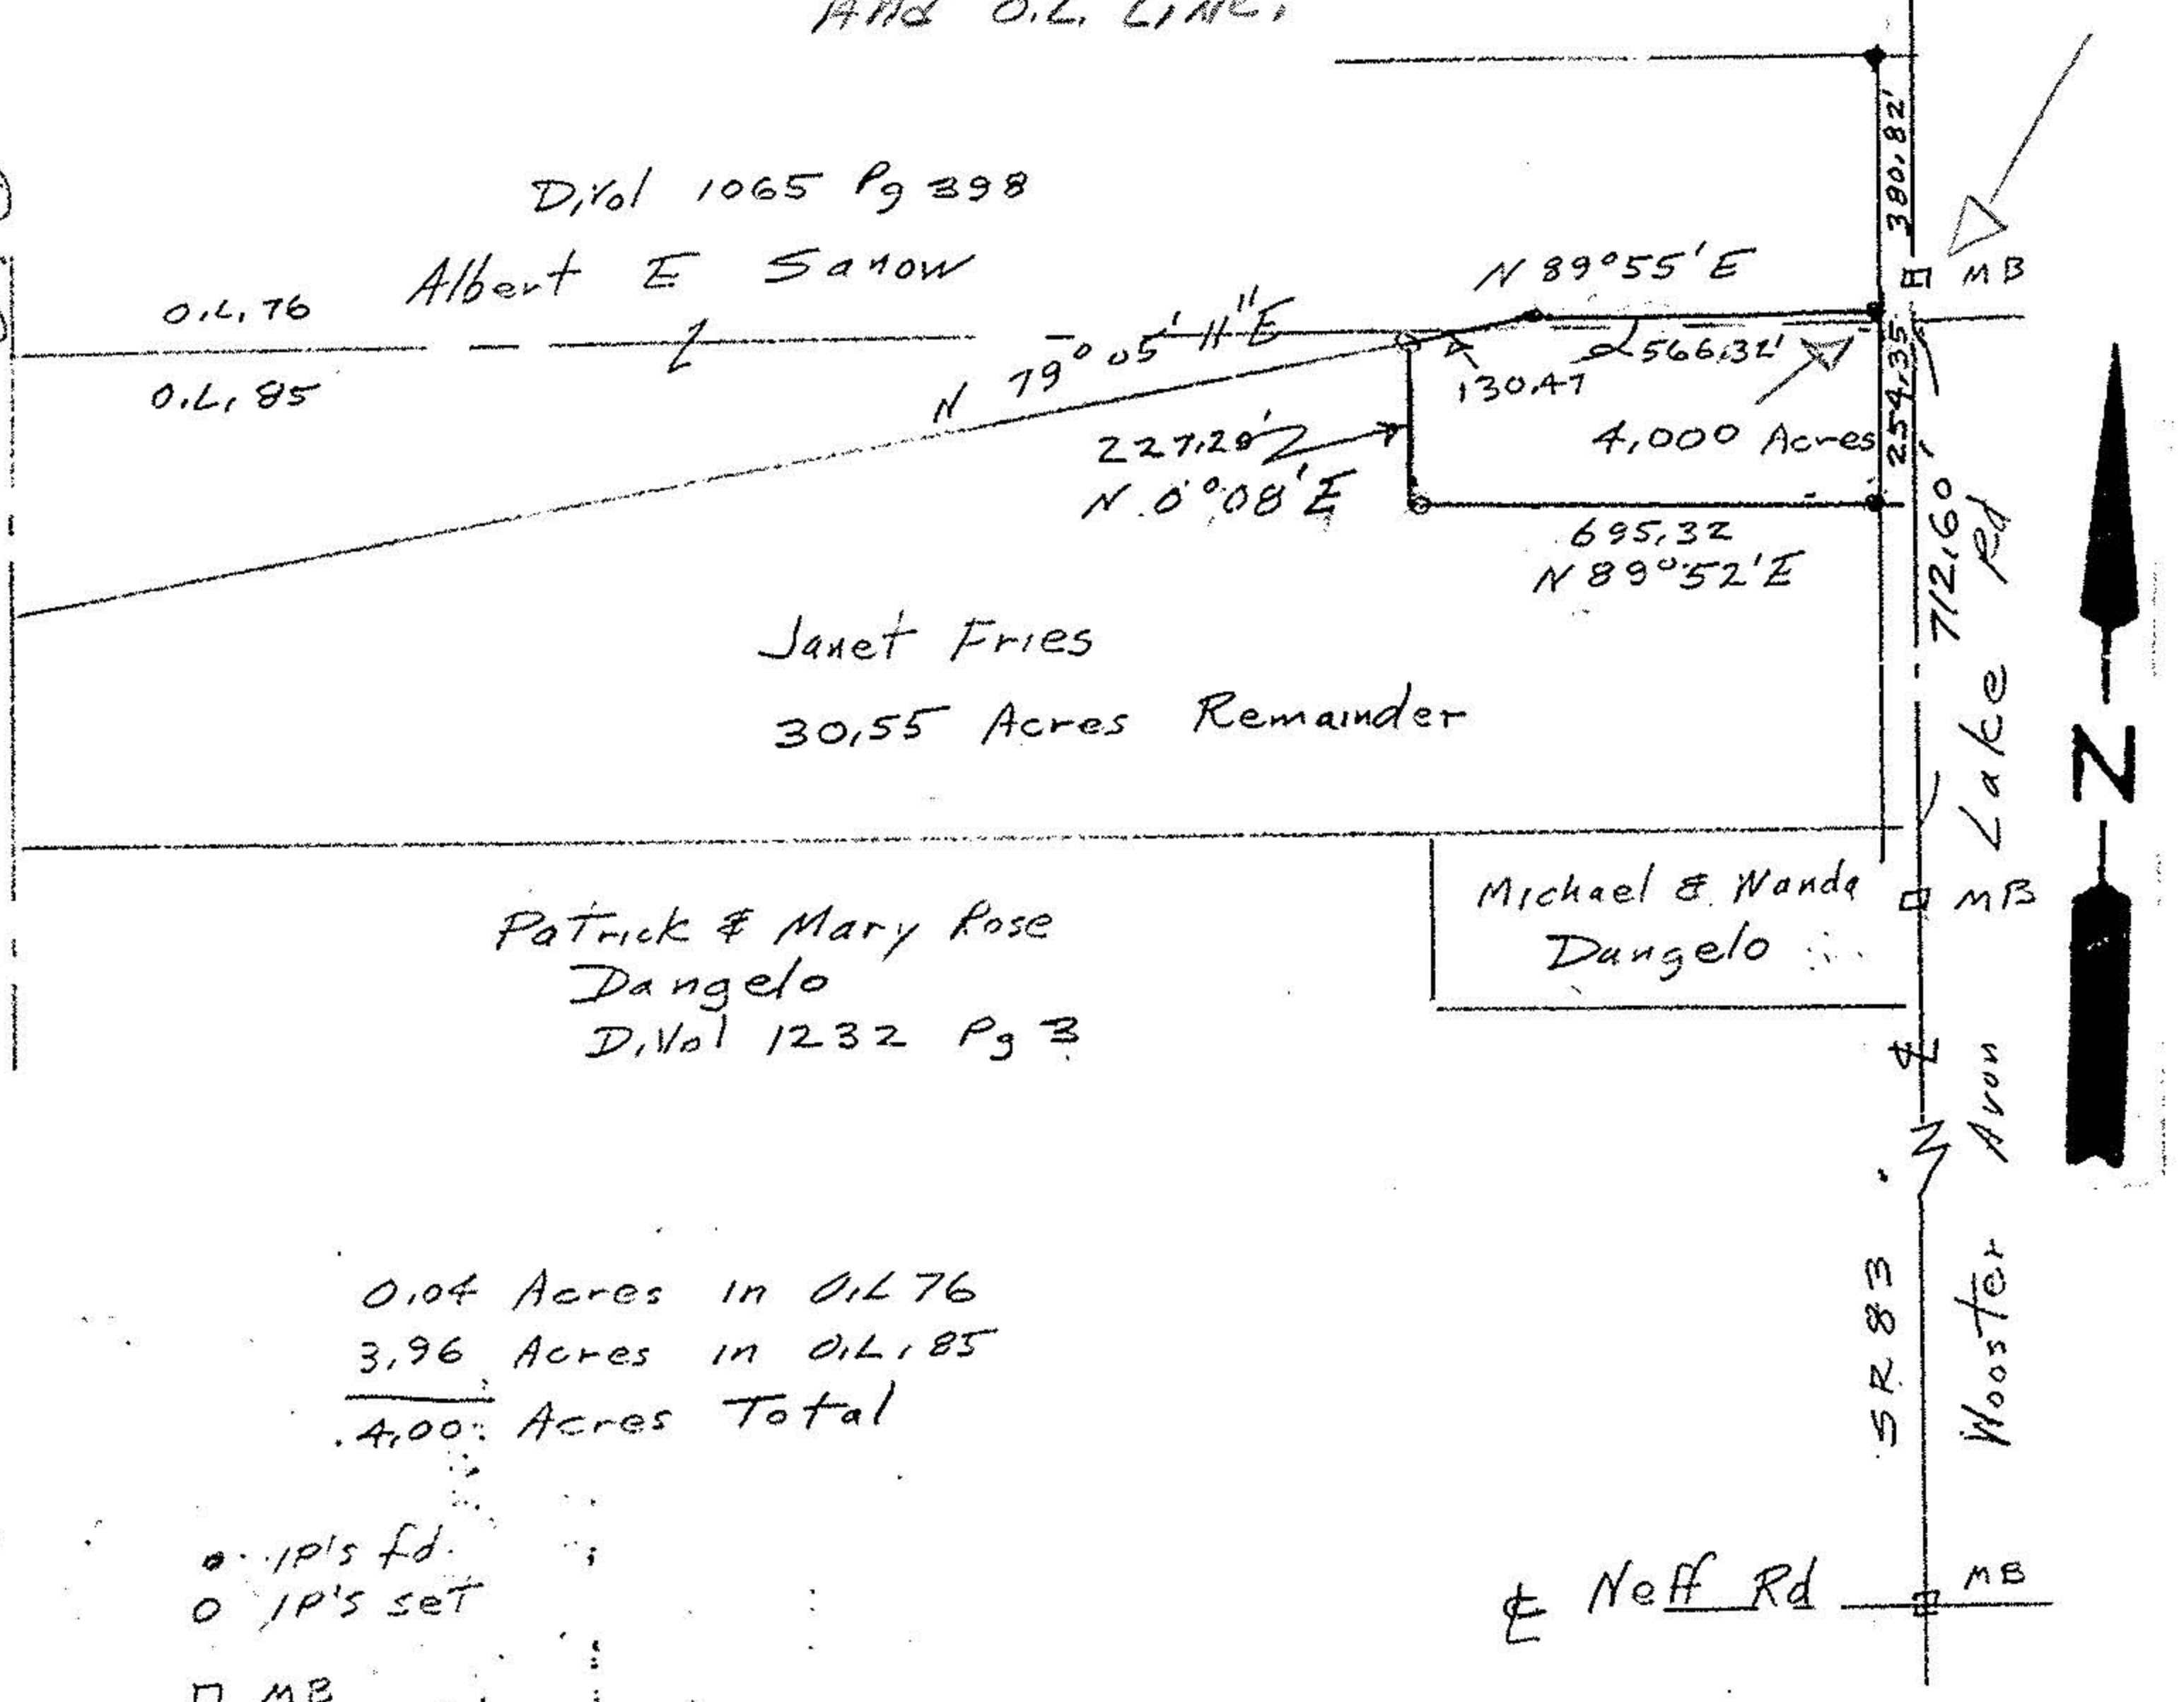 And O.L. Line.
380.82'
D.Vol 1065 Pg 398
Albert E Sanow
N 89°55' E
MB
O.L. 76
O.L. 85
N 79° 05' 11" E
566.32'
130.47
254.35
4.000 Acres
227.20'
N 0°08' E
695.32
N 89°52' E
712.60'
Janet Fries
30.55 Acres Remainder
N
Patrick & Mary Rose
Dangelo
D.Vol 1232 Pg 3
Michael & Wanda
Dangelo
MB
℄
SR 83
Wooster Avon Lake Rd
0.04 Acres in O.L 76
3.96 Acres in O.L. 85
4.00 Acres Total
IP's fd.
IP's set
MB
℄ Neff Rd
MB